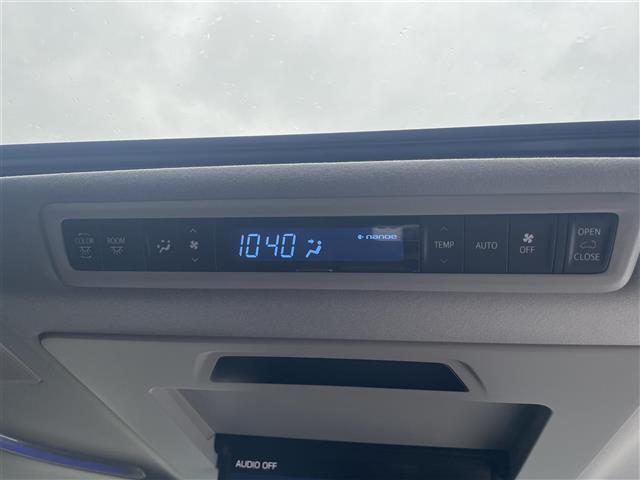 COLOR
ROOM
1040
nanoe
TEMP
AUTO
OFF
OPEN
CLOSE
AUDIO OFF